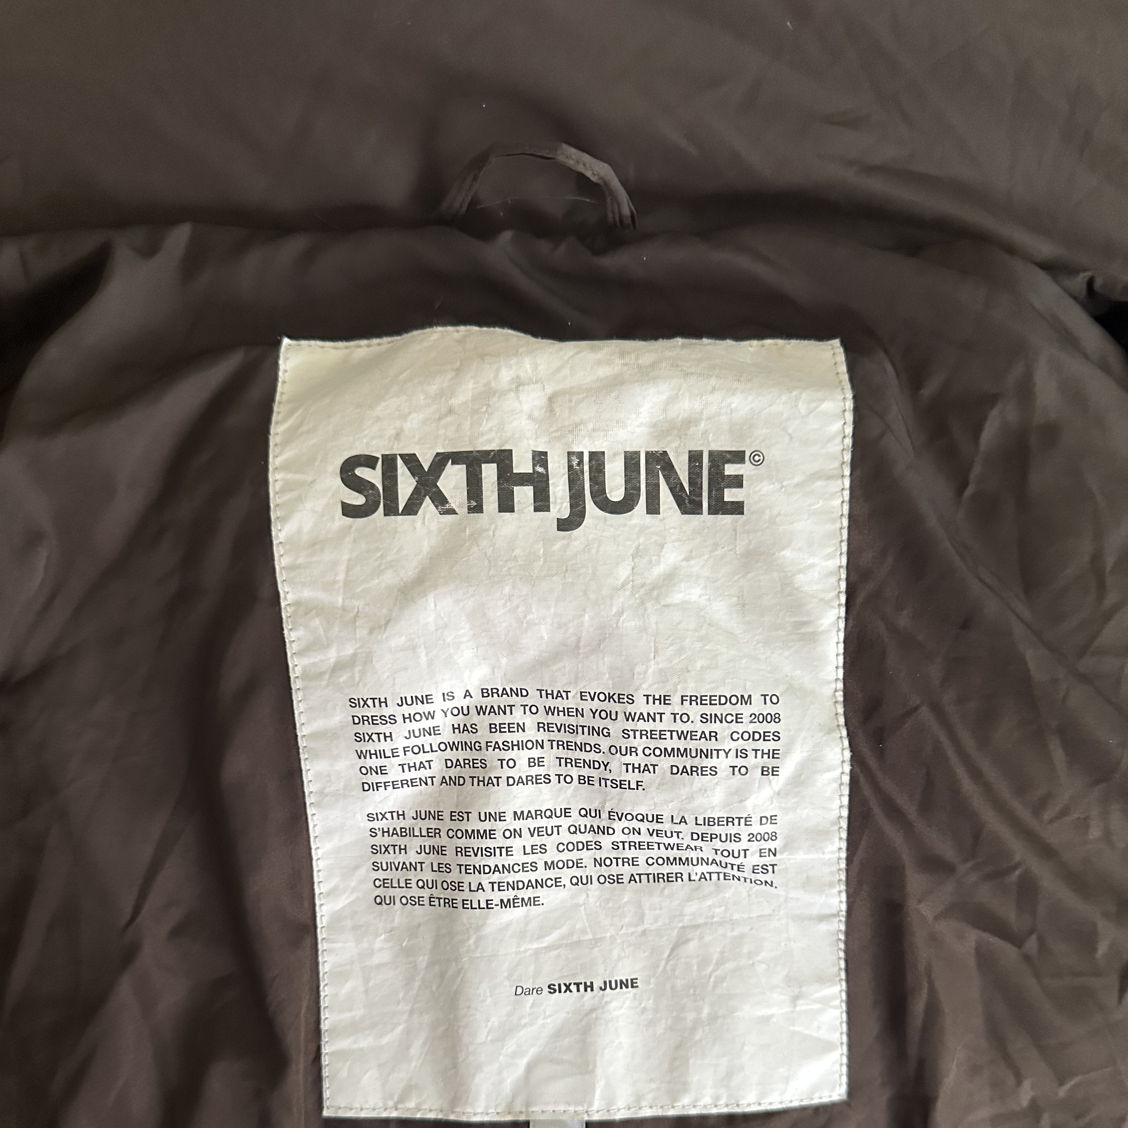 SIXTH JUNE©
SIXTH JUNE IS A BRAND THAT EVOKES THE FREEDOM TO
DRESS HOW YOU WANT TO WHEN YOU WANT TO. SINCE 2008
SIXTH JUNE HAS BEEN REVISITING STREETWEAR CODES
WHILE FOLLOWING FASHION TRENDS. OUR COMMUNITY IS THE
ONE THAT DARES TO BE TRENDY, THAT DARES TO BE
DIFFERENT AND THAT DARES TO BE ITSELF.
SIXTH JUNE EST UNE MARQUE QUI ÉVOQUE LA LIBERTÉ DE
S'HABILLER COMME ON VEUT QUAND ON VEUT. DEPUIS 2008
SIXTH JUNE REVISITE LES CODES STREETWEAR TOUT EN
SUIVANT LES TENDANCES MODE. NOTRE COMMUNAUTÉ EST
CELLE QUI OSE LA TENDANCE, QUI OSE ATTIRER L'ATTENTION,
QUI OSE ÊTRE ELLE-MÊME.
Dare SIXTH JUNE